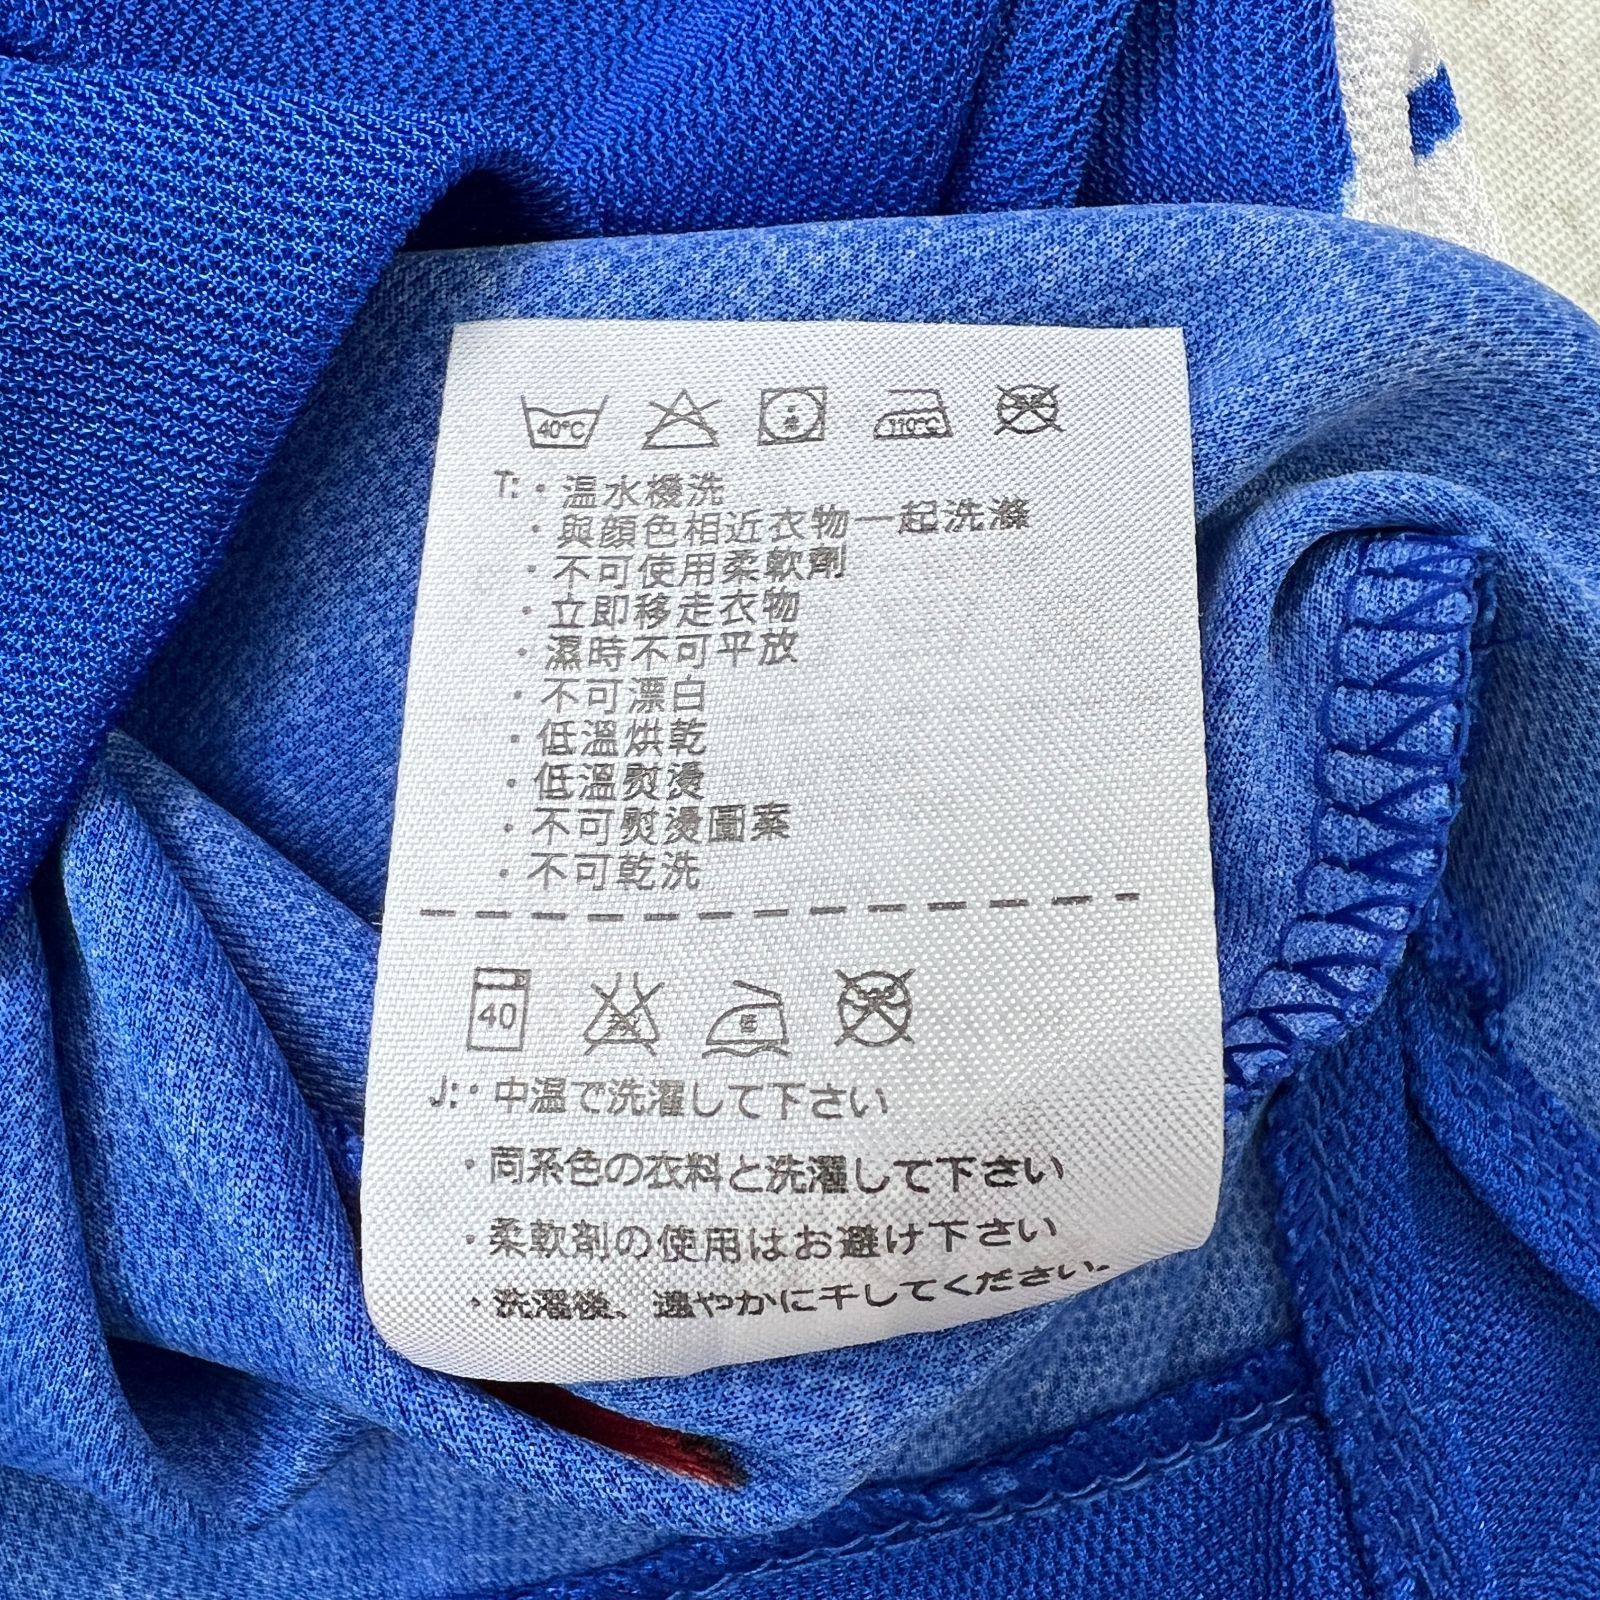 40°C 低 110°C
T: ・温水機洗
・與顏色相近衣物一起洗滌
・不可使用柔軟劑
・立即移走衣物
・濕時不可平放
・不可漂白
・低溫烘乾
・低溫熨燙
・不可熨燙圖案
・不可乾洗
40 低
J: ・中温で洗濯して下さい
・同系色の衣料と洗濯して下さい
・柔軟剤の使用はお避け下さい
・洗濯後、速やかに干してください.